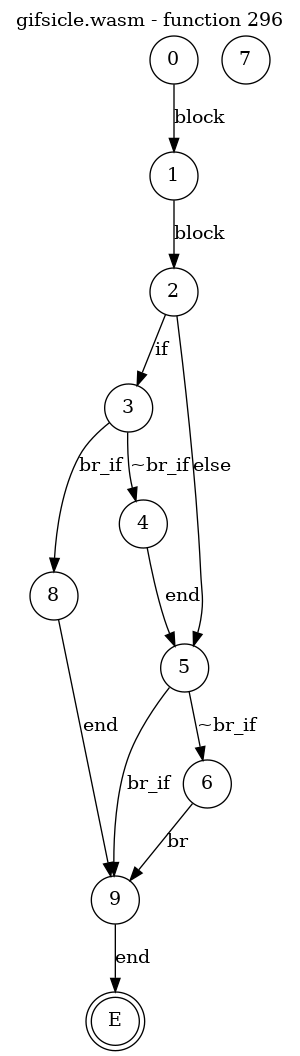 gifsicle.wasm - function 296
0 7
block
1
block
2
if
3
br_if ~br_if else
4
8 end
5
end br_if ~br_if
6
br
9
end
E